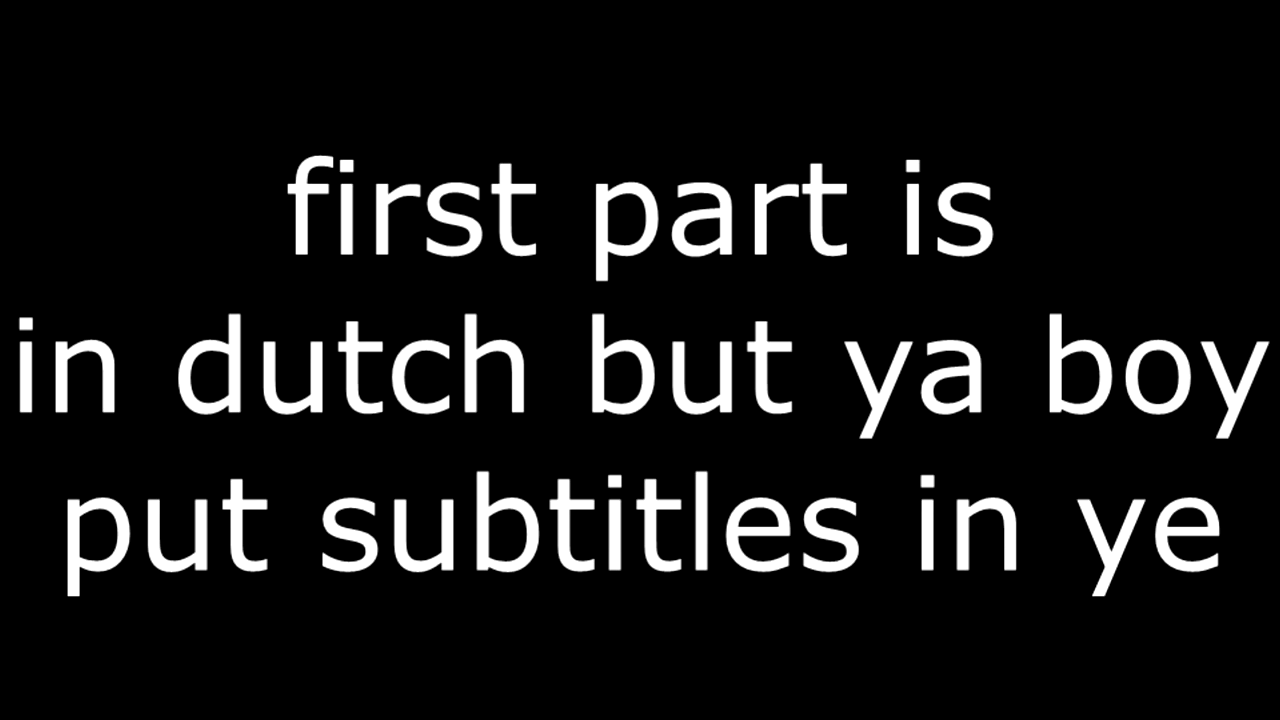 first part is
in dutch but ya boy
put subtitles in ye